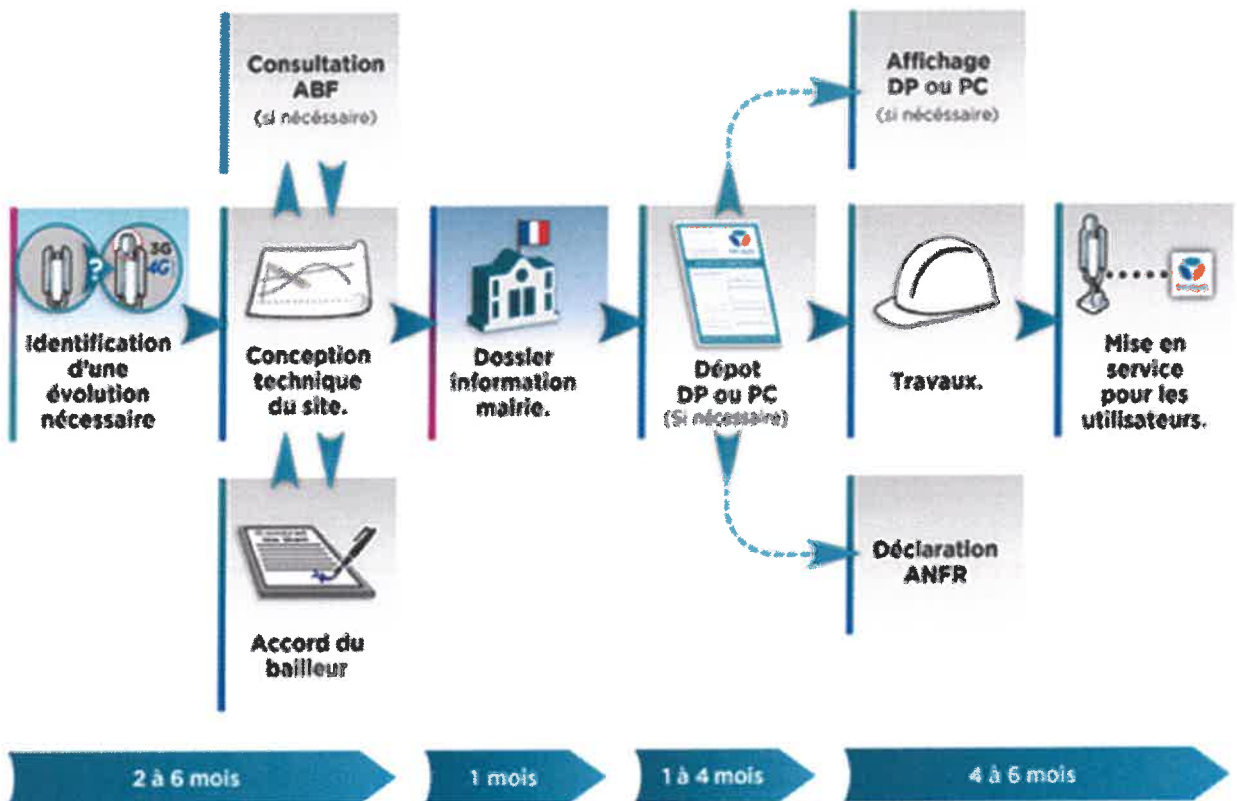 Consultation
ABF
(si nécéssaire)
Affichage
DP ou PC
(si nécéssaire)
3G
4G
?
Identification
d'une
évolution
nécessaire
Conception
technique
du site.
Dossier
information
mairie.
Dépot
DP ou PC
(Si nécessaire)
Travaux.
Mise en
service
pour les
utilisateurs.
Accord du
bailleur
Déclaration
ANFR
2 à 6 mois
1 mois
1 à 4 mois
4 à 6 mois